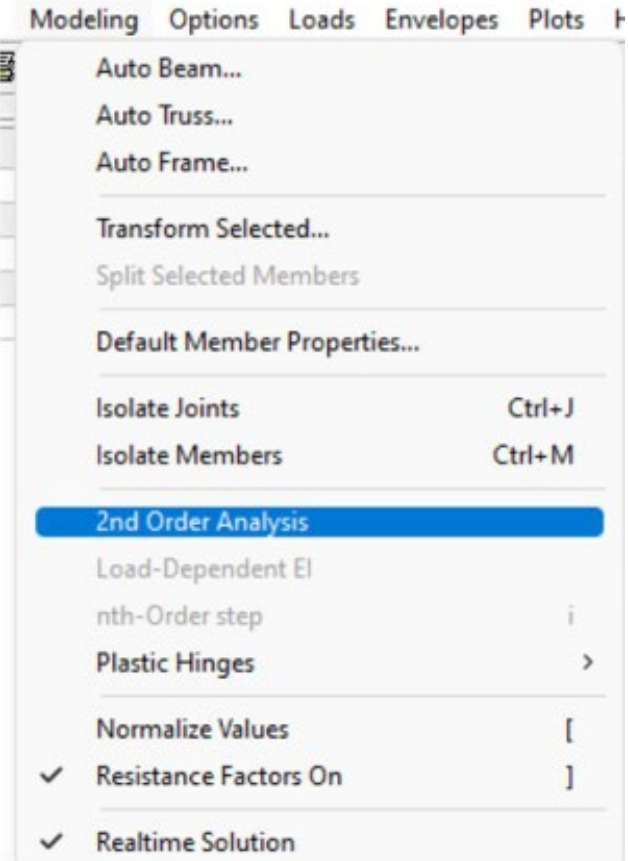 Modeling Options Loads Envelopes Plots
Auto Beam...
Auto Truss...
Auto Frame...
Transform Selected...
Split Selected Members
Default Member Properties...
Isolate Joints Ctrl+J
Isolate Members Ctrl+M
2nd Order Analysis
Load-Dependent EI
nth-Order step i
Plastic Hinges
Normalize Values [
Resistance Factors On ]
Realtime Solution